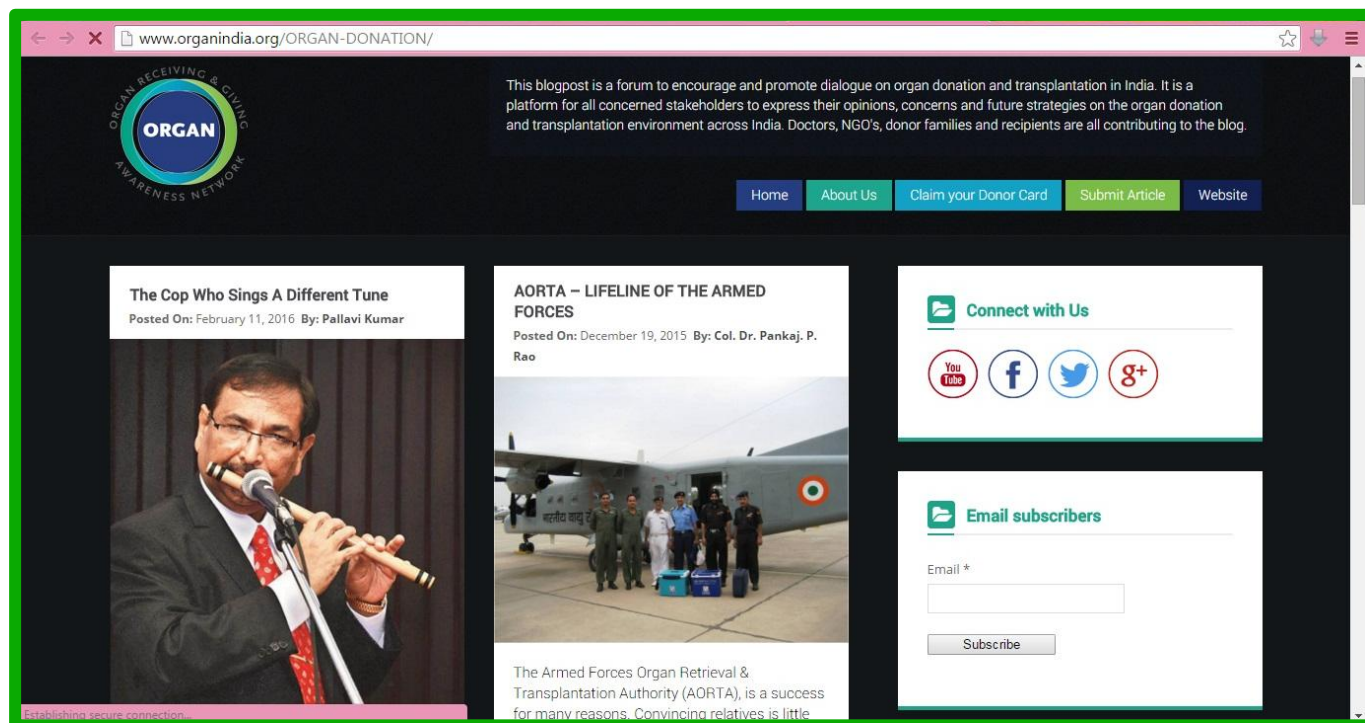 www.organindia.org/ORGAN-DONATION/
ORGAN RECEIVING & GIVING
ORGAN
AWARENESS NETWORK
This blogpost is a forum to encourage and promote dialogue on organ donation and transplantation in India. It is a
platform for all concerned stakeholders to express their opinions, concerns and future strategies on the organ donation
and transplantation environment across India. Doctors, NGO's, donor families and recipients are all contributing to the blog.
Home About Us Claim your Donor Card Submit Article Website
The Cop Who Sings A Different Tune
Posted On: February 11, 2016 By: Pallavi Kumar
AORTA – LIFELINE OF THE ARMED
FORCES
Posted On: December 19, 2015 By: Col. Dr. Pankaj. P.
Rao
भारतीय वायु
The Armed Forces Organ Retrieval &
Transplantation Authority (AORTA), is a success
for many reasons. Convincing relatives is little
Connect with Us
You
Tube
f
g+
Email subscribers
Email *
Subscribe
Establishing secure connection...